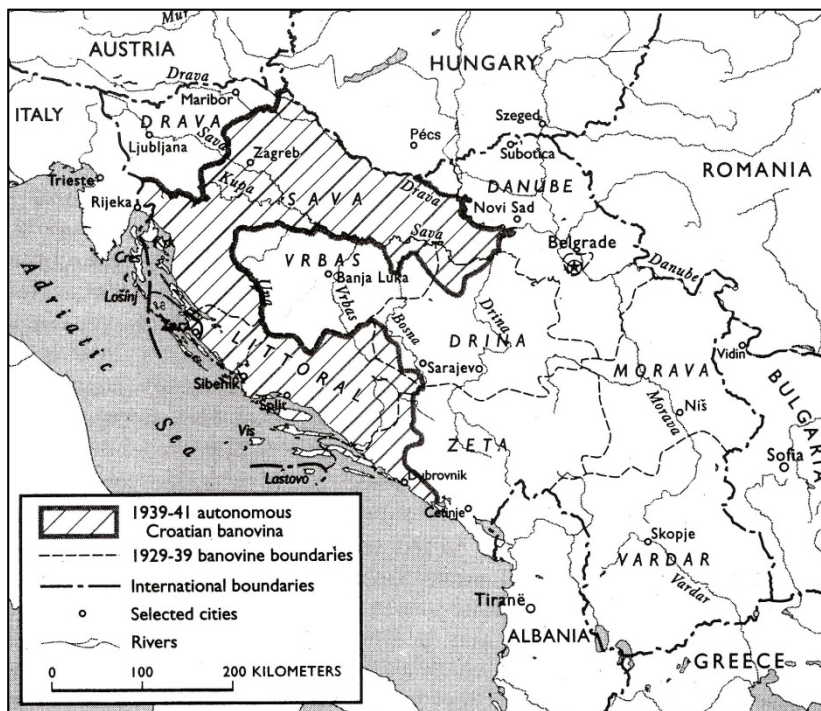 AUSTRIA
Mur
HUNGARY
Drava
Maribor
ITALY
DRAVA
Szeged
Sava
Ljubljana
Pécs
Subotica
ROMANIA
Zagreb
Trieste
Kupa
Drava
DANUBE
Rijeka
SAVA
Novi Sad
Sava
Belgrade
Krk
Cres
VRBAS
Danube
Banja Luka
Una
Vrbas
Lošinj
Drina
Bosna
DRINA
Adriatic
Zara
LITTORAL
Sarajevo
Vidin
MORAVA
Šibenik
Split
Morava
Niš
BULGARIA
Vis
Sea
ZETA
Sofia
Lastovo
Dubrovnik
Cetinje
Skopje
VARDAR
Vardar
Tiranë
ALBANIA
GREECE
1939-41 autonomous
Croatian banovina
1929-39 banovine boundaries
International boundaries
Selected cities
Rivers
0 100 200 KILOMETERS